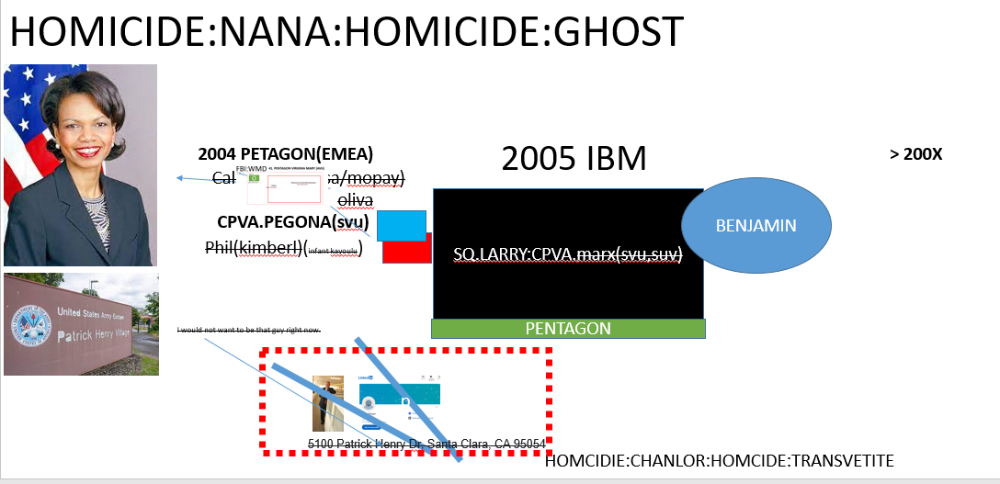 HOMICIDE:NANA:HOMICIDE:GHOST
2004 PETAGON(EMEA)
2005 IBM
> 200X
FBI:WMD
Cal
va/mopay)
oliva
CPVA.PEGONA(svu)
BENJAMIN
Phil(kimberl)(infant kayoulu)
SQ.LARRY:CPVA.marx(svu,suv)
United States Army
Patrick Henry Village
I would not want to be that guy right now.
PENTAGON
LinkedIn
n
5100 Patrick Henry Dr, Santa Clara, CA 95054
HOMCIDIE:CHANLOR:HOMCIDE:TRANSVETITE